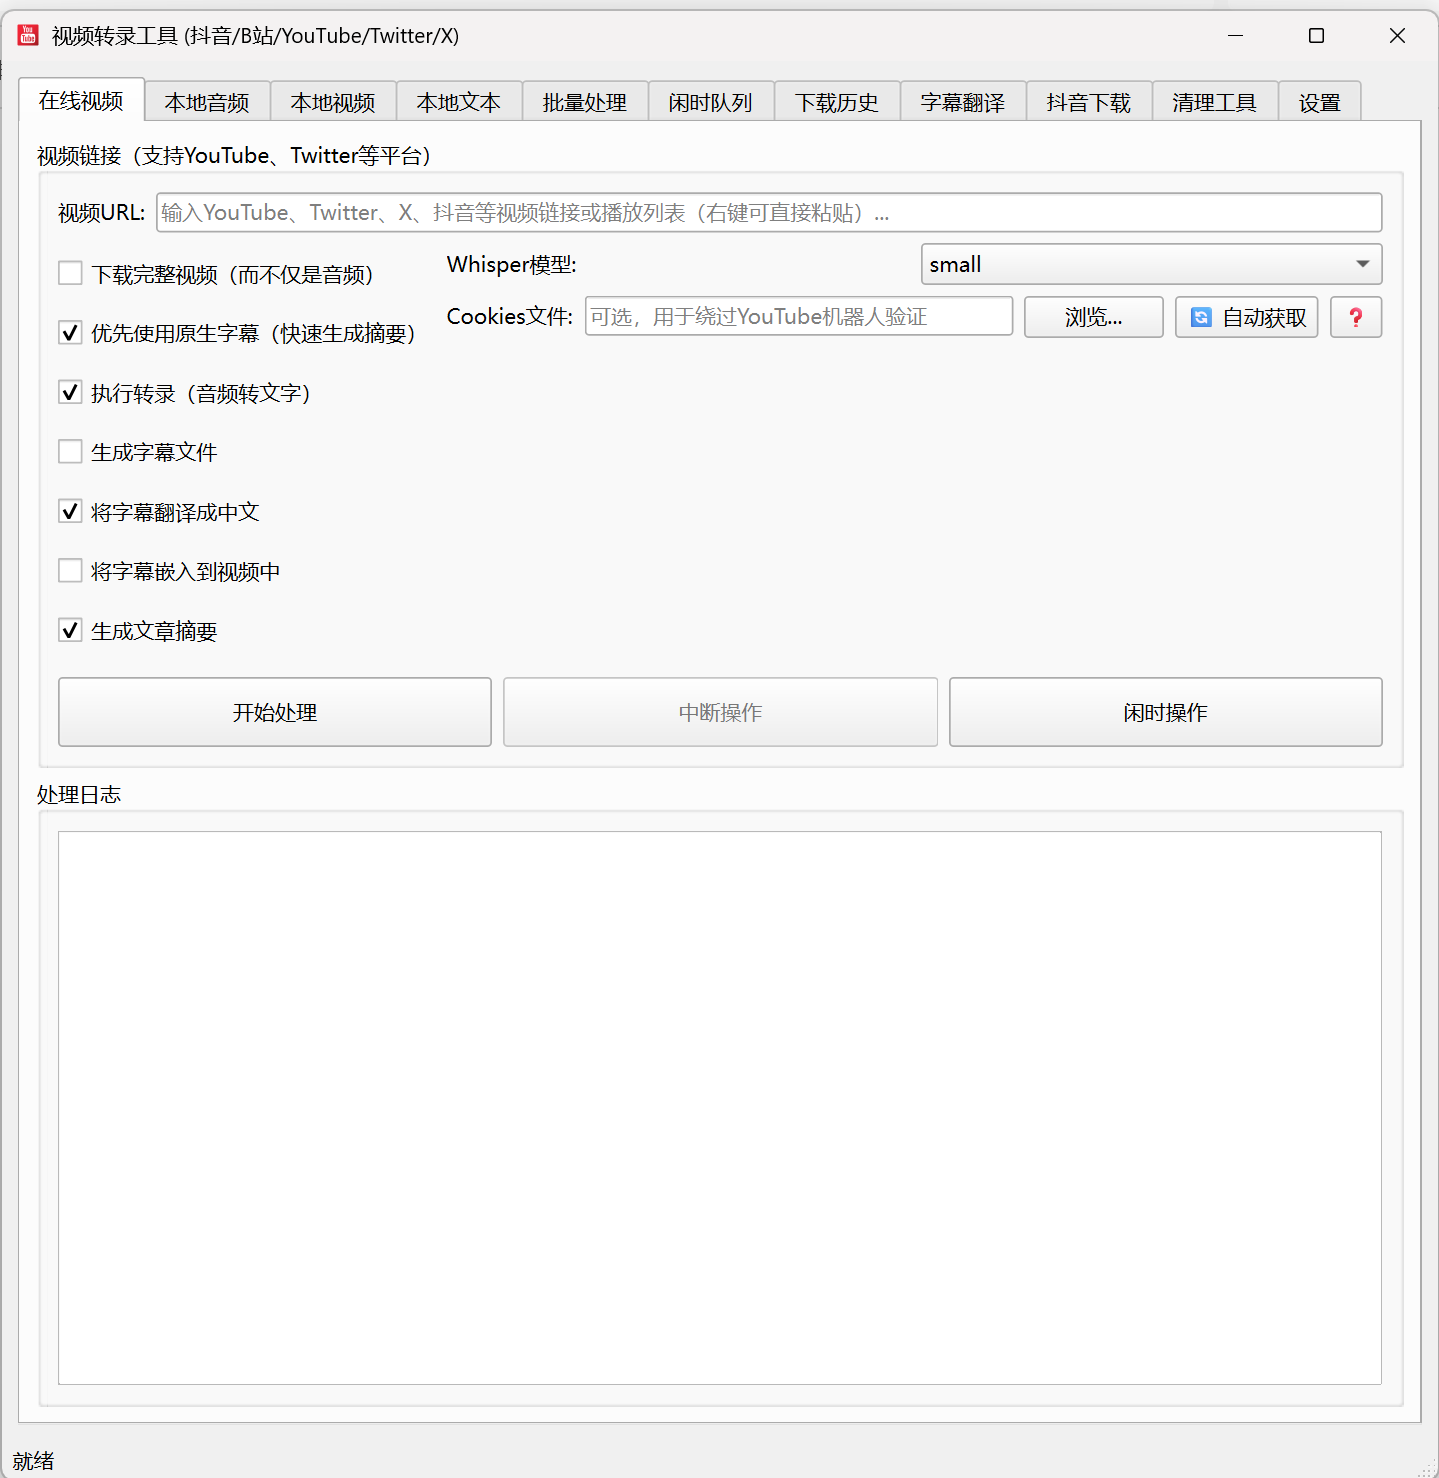 视频转录工具 (抖音/B站/YouTube/Twitter/X)
在线视频 本地音频 本地视频 本地文本 批量处理 闲时队列 下载历史 字幕翻译 抖音下载 清理工具 设置
视频链接（支持YouTube、Twitter等平台）
视频URL: 输入YouTube、Twitter、X、抖音等视频链接或播放列表（右键可直接粘贴）...
下载完整视频（而不仅是音频）
Whisper模型: small
优先使用原生字幕（快速生成摘要）
Cookies文件: 可选，用于绕过YouTube机器人验证 浏览... 自动获取 ?
执行转录（音频转文字）
生成字幕文件
将字幕翻译成中文
将字幕嵌入到视频中
生成文章摘要
开始处理 中断操作 闲时操作
处理日志
就绪